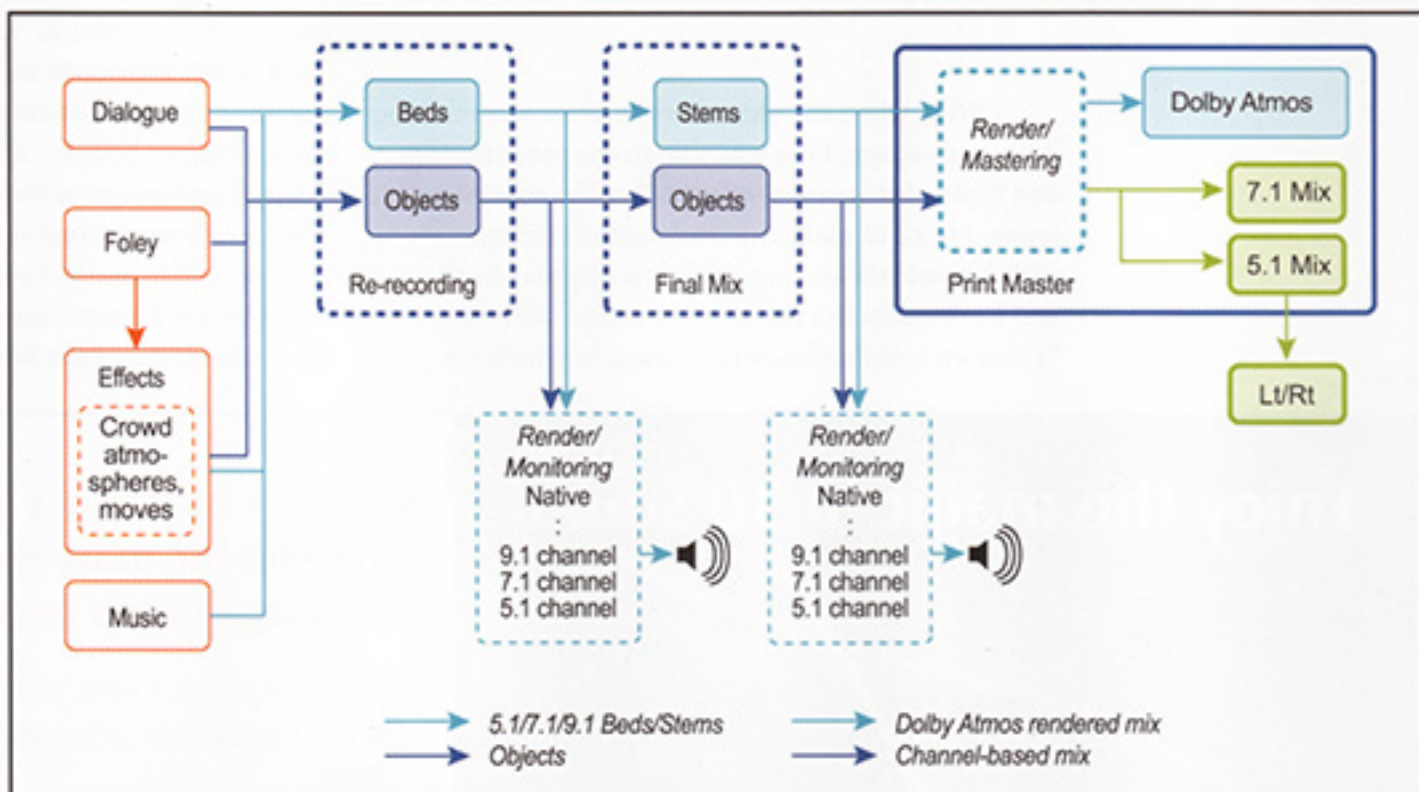 Dialogue
Foley
Effects
Crowd
atmo-
spheres,
moves
Music
Beds
Objects
Re-recording
Stems
Objects
Final Mix
Render/
Mastering
Print Master
Dolby Atmos
7.1 Mix
5.1 Mix
Lt/Rt
Render/
Monitoring
Native
⋮
9.1 channel
7.1 channel
5.1 channel
Render/
Monitoring
Native
⋮
9.1 channel
7.1 channel
5.1 channel
5.1/7.1/9.1 Beds/Stems
Objects
Dolby Atmos rendered mix
Channel-based mix